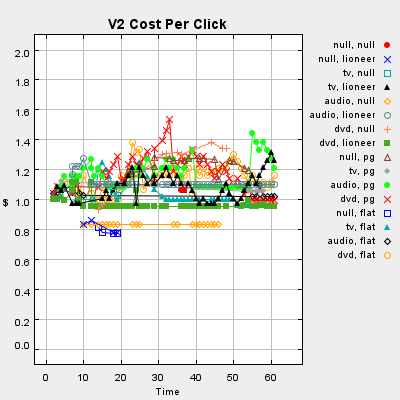 V2 Cost Per Click
2.0
1.8
1.6
1.4
1.2
1.0
0.8
0.6
0.4
0.2
0.0
$
0 10 20 30 40 50 60
Time
null, null
null, lioneer
tv, null
tv, lioneer
audio, null
audio, lioneer
dvd, null
dvd, lioneer
null, pg
tv, pg
audio, pg
dvd, pg
null, flat
tv, flat
audio, flat
dvd, flat